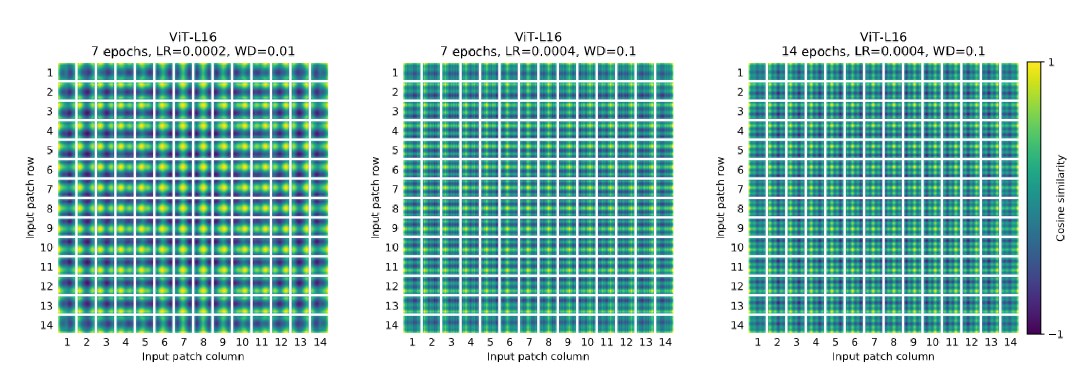 ViT-L16
7 epochs, LR=0.0002, WD=0.01
Input patch row
1
2
3
4
5
6
7
8
9
10
11
12
13
14
1 2 3 4 5 6 7 8 9 10 11 12 13 14
Input patch column
ViT-L16
7 epochs, LR=0.0004, WD=0.1
Input patch row
1
2
3
4
5
6
7
8
9
10
11
12
13
14
1 2 3 4 5 6 7 8 9 10 11 12 13 14
Input patch column
ViT-L16
14 epochs, LR=0.0004, WD=0.1
Input patch row
1
2
3
4
5
6
7
8
9
10
11
12
13
14
1 2 3 4 5 6 7 8 9 10 11 12 13 14
Input patch column
1
Cosine similarity
−1